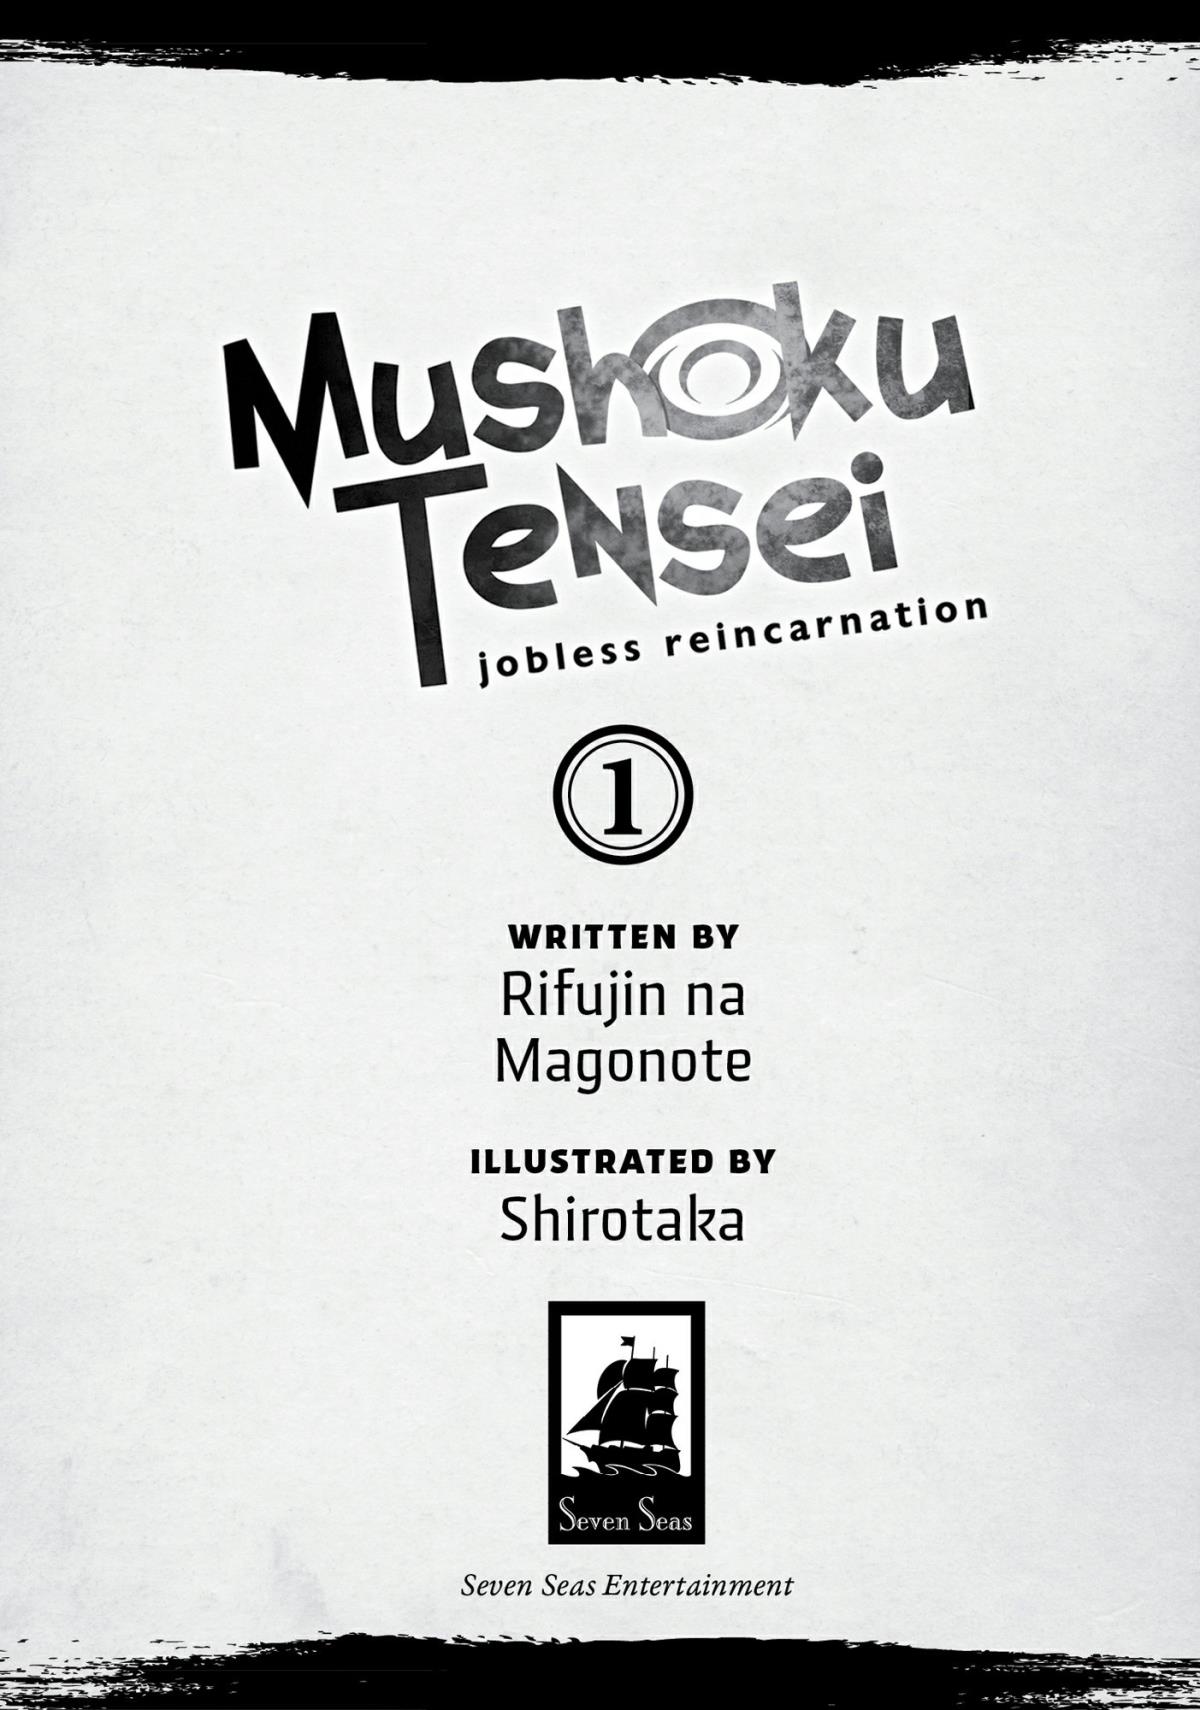 Mushoku
Tensei
jobless reincarnation
1
WRITTEN BY
Rifujin na
Magonote
ILLUSTRATED BY
Shirotaka
Seven Seas
Seven Seas Entertainment